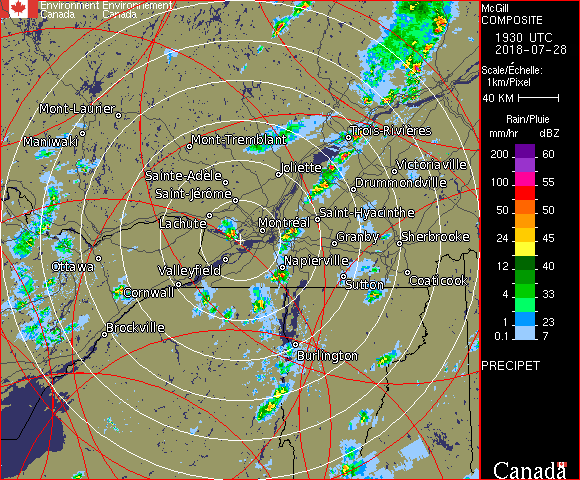 Environment Environnement
Canada Canada
McGill
COMPOSITE
1930 UTC
2018-07-28
Scale/Échelle:
1km/Pixel
40 KM
Rain/Pluie
mm/hr dBZ
200 60
100 55
50 50
24 45
12 40
4 33
1 23
0.1 7
PRECIPET
Canada
Mont-Laurier
Maniwaki
Mont-Tremblant
Trois-Rivières
Joliette
Victoriaville
Sainte-Adèle
Drummondville
Saint-Jérôme
Saint-Hyacinthe
Lachute
Montréal
Granby
Sherbrooke
Ottawa
Valleyfield
Napierville
Coaticook
Cornwall
Sutton
Brockville
Burlington